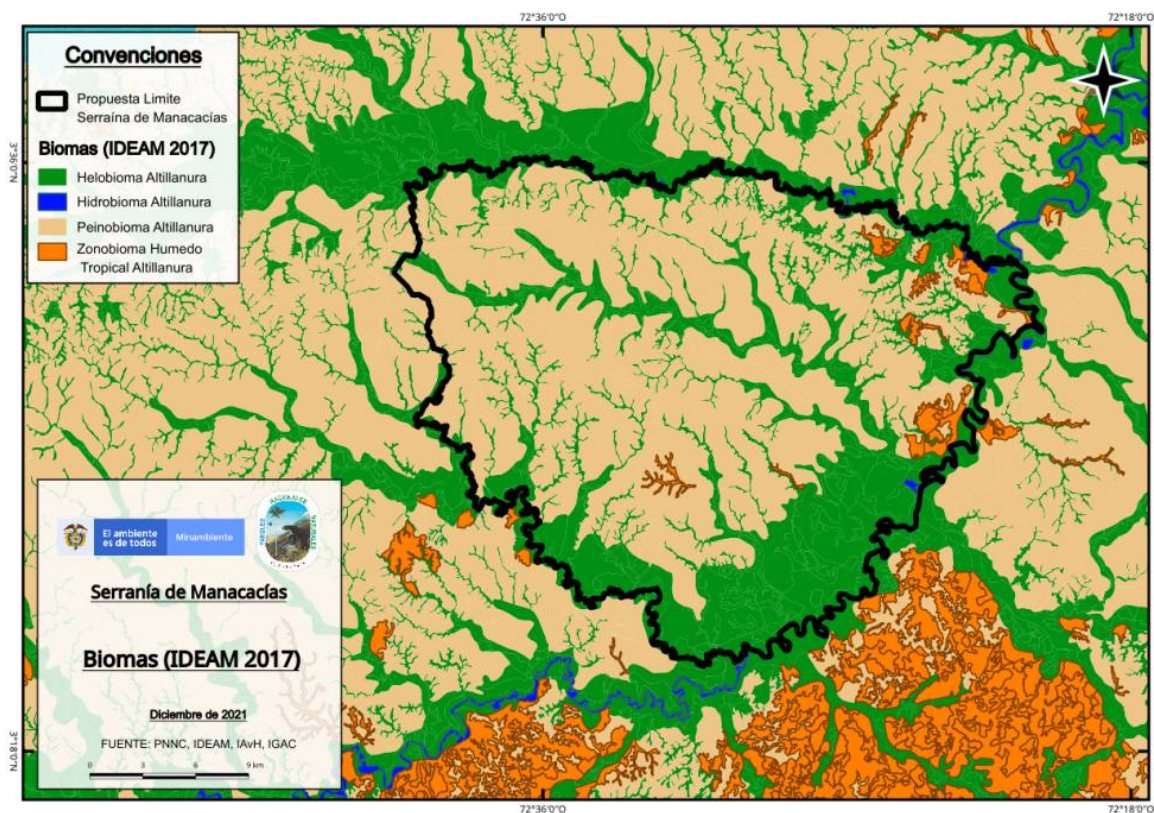 72°36'0"O
72°18'0"O
Convenciones
Propuesta Limite
Serraína de Manacacías
Biomas (IDEAM 2017)
Helobioma Altillanura
Hidrobioma Altillanura
Peinobioma Altillanura
Zonobioma Humedo
Tropical Altillanura
3°36'0"N
El ambiente
es de todos
Minambiente
PARQUES NACIONALES NATURALES
Serranía de Manacacías
Biomas (IDEAM 2017)
Diciembre de 2021
FUENTE: PNNC, IDEAM, IAvH, IGAC
0 3 6 9 km
3°18'0"N
72°36'0"O
72°18'0"O